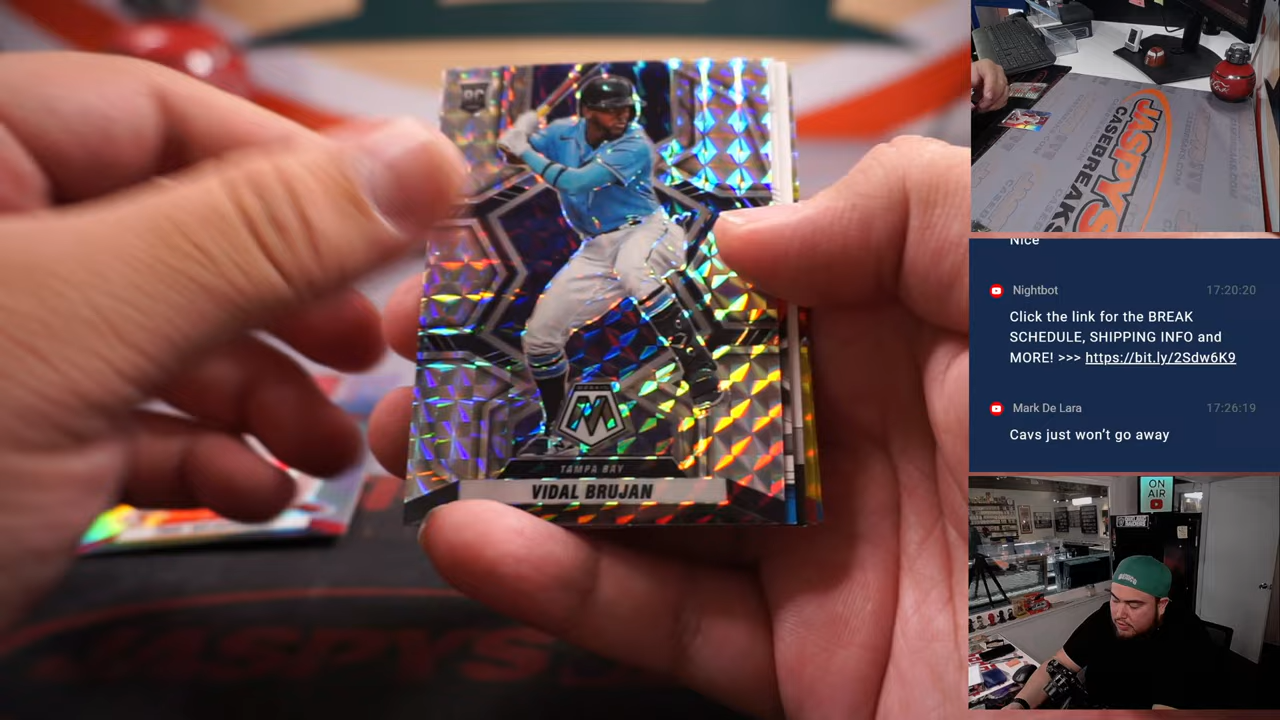 RC
MOSAIC
TAMPA BAY
VIDAL BRUJAN
JASPYS
JASPYS
CASEBREAKS
Nice
Nightbot 17:20:20
Click the link for the BREAK
SCHEDULE, SHIPPING INFO and
MORE! >>> https://bit.ly/2Sdw6K9
Mark De Lara 17:26:19
Cavs just won't go away
ON
AIR